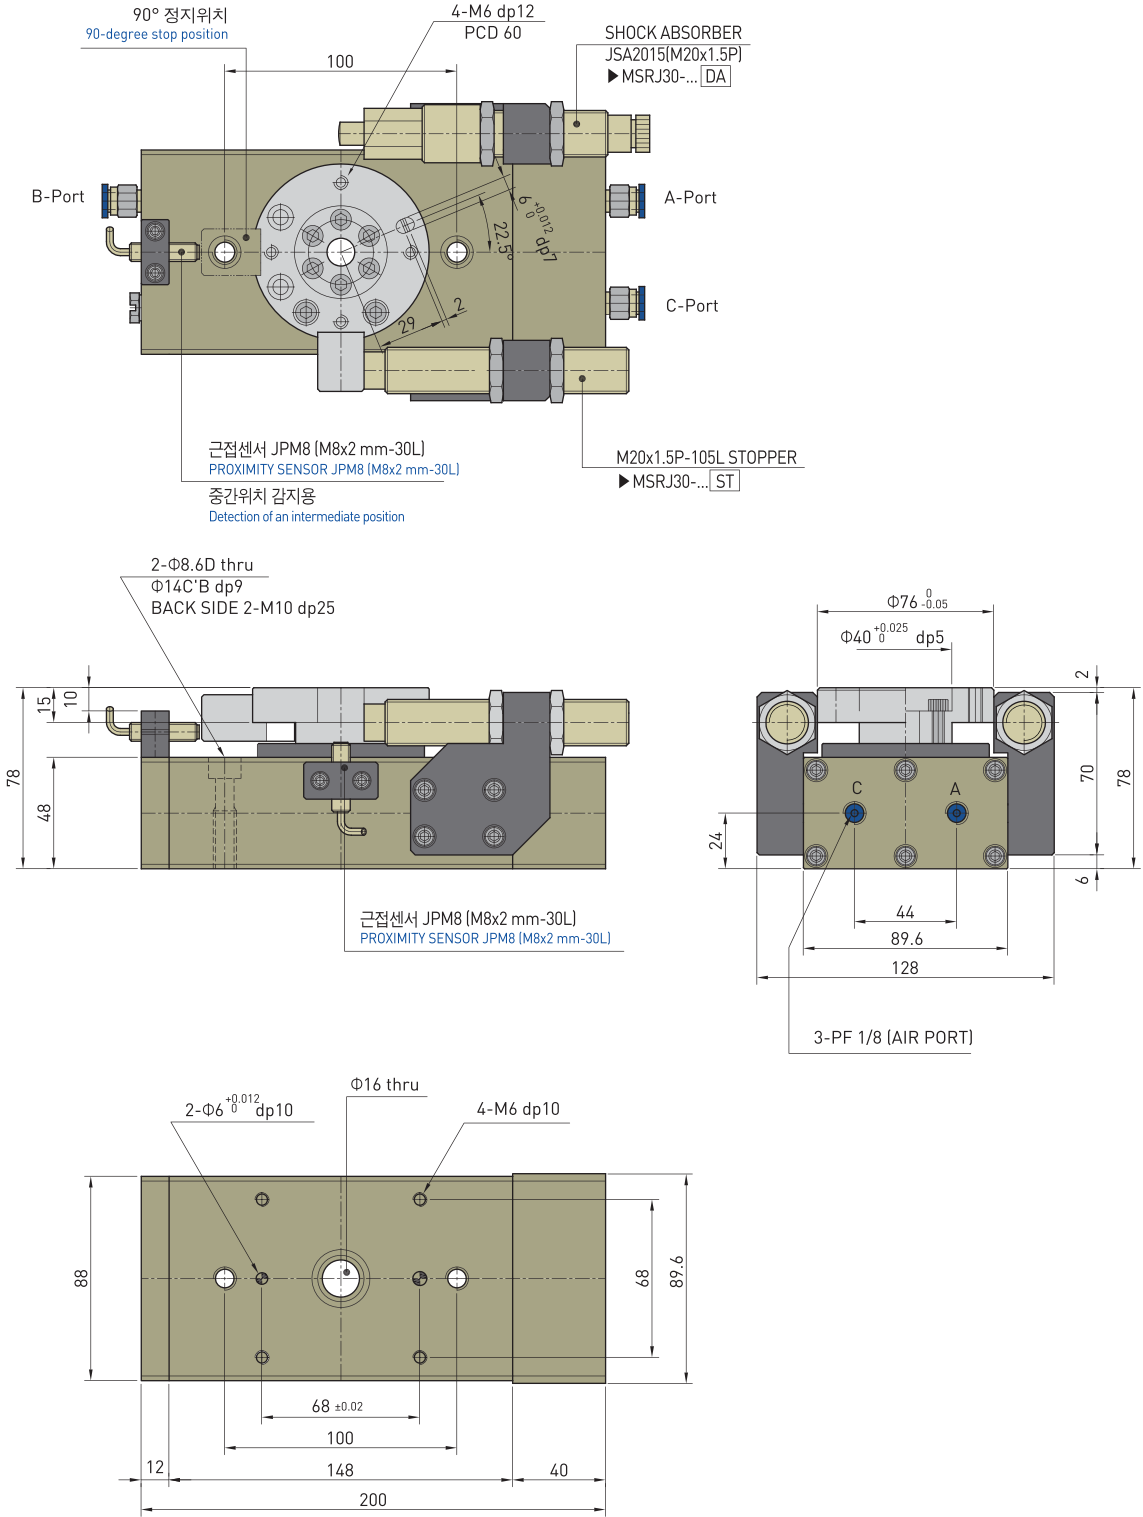 90° 정지위치
90-degree stop position
4-M6 dp12
PCD 60
SHOCK ABSORBER
JSA2015(M20x1.5P)
▶MSRJ30-... DA
100
B-Port
A-Port
6 +0.012 0 dp7
22.5°
C-Port
2
29
근접센서 JPM8 (M8x2 mm-30L)
PROXIMITY SENSOR JPM8 (M8x2 mm-30L)
중간위치 감지용
Detection of an intermediate position
M20x1.5P-105L STOPPER
▶MSRJ30-... ST
2-Φ8.6D thru
Φ14C'B dp9
BACK SIDE 2-M10 dp25
15
10
78
48
근접센서 JPM8 (M8x2 mm-30L)
PROXIMITY SENSOR JPM8 (M8x2 mm-30L)
Φ76 0 -0.05
Φ40 +0.025 0 dp5
2
C
A
70
78
24
6
44
89.6
128
3-PF 1/8 (AIR PORT)
Φ16 thru
2-Φ6 +0.012 0 dp10
4-M6 dp10
88
68
89.6
68 ±0.02
100
12
148
40
200